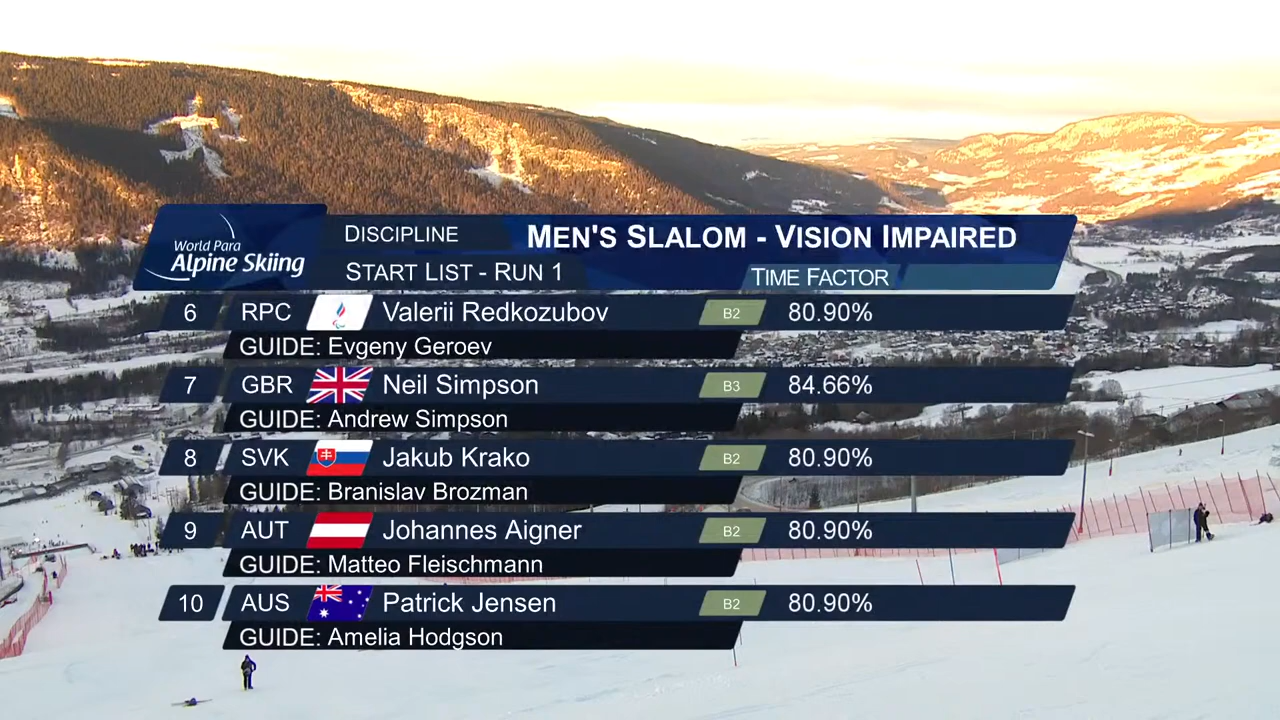 World Para
Alpine Skiing
DISCIPLINE
MEN'S SLALOM - VISION IMPAIRED
START LIST - RUN 1
TIME FACTOR
6 RPC Valerii Redkozubov B2 80.90%
GUIDE: Evgeny Geroev
7 GBR Neil Simpson B3 84.66%
GUIDE: Andrew Simpson
8 SVK Jakub Krako B2 80.90%
GUIDE: Branislav Brozman
9 AUT Johannes Aigner B2 80.90%
GUIDE: Matteo Fleischmann
10 AUS Patrick Jensen B2 80.90%
GUIDE: Amelia Hodgson